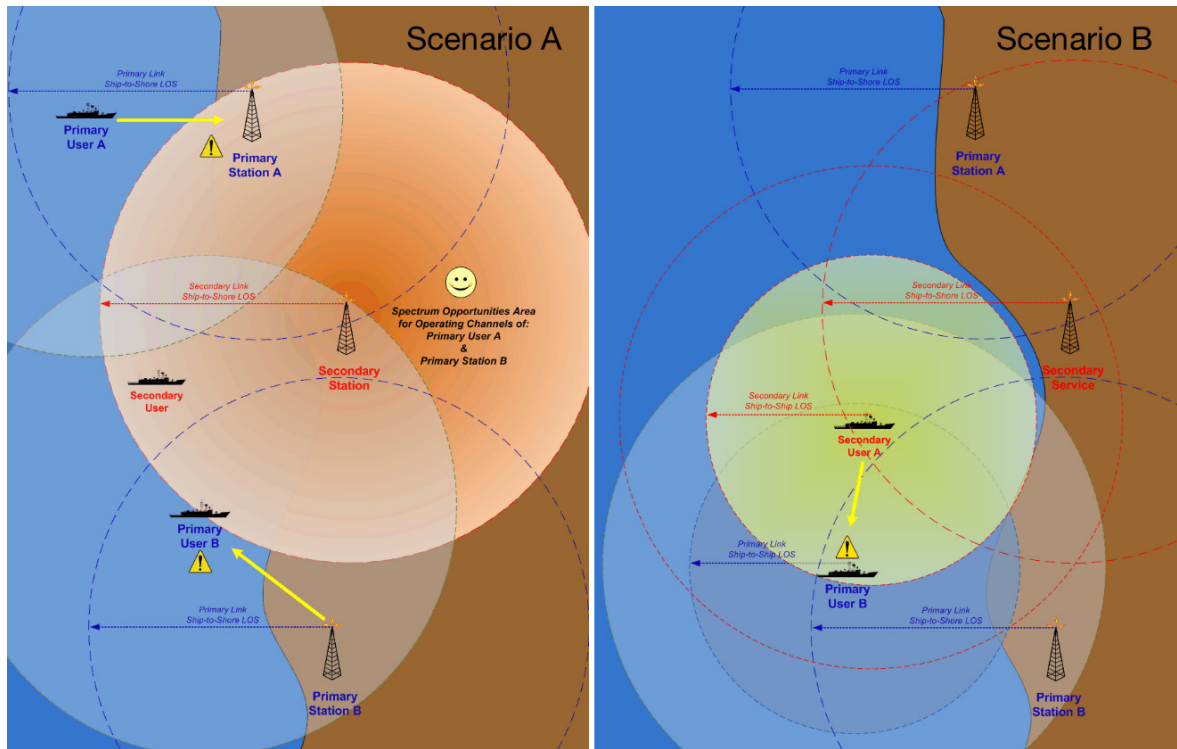 Scenario A
Primary Link
Ship-to-Shore LOS
Primary
User A
Primary
Station A
Secondary Link
Ship-to-Shore LOS
Spectrum Opportunities Area
for Operating Channels of:
Primary User A
&
Primary Station B
Secondary
Station
Secondary
User
Primary
User B
Primary Link
Ship-to-Shore LOS
Primary
Station B
Scenario B
Primary Link
Ship-to-Shore LOS
Primary
Station A
Secondary Link
Ship-to-Shore LOS
Secondary
Service
Secondary Link
Ship-to-Ship LOS
Secondary
User A
Primary Link
Ship-to-Ship LOS
Primary
User B
Primary Link
Ship-to-Shore LOS
Primary
Station B